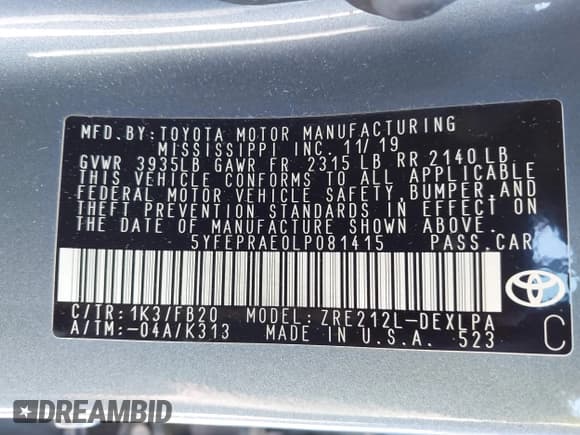 MFD. BY: TOYOTA MOTOR MANUFACTURING
MISSISSIPPI INC. 11/19
GVWR 3935LB GAWR FR 2315 LB RR 2140 LB
THIS VEHICLE CONFORMS TO ALL APPLICABLE
FEDERAL MOTOR VEHICLE SAFETY, BUMPER, AND
THEFT PREVENTION STANDARDS IN EFFECT ON
THE DATE OF MANUFACTURE SHOWN ABOVE.
5YFEPRAE0LP081415 PASS.CAR
C/TR: 1K3/FB20 MODEL: ZRE212L-DEXLPA
A/TM: -04A/K313 MADE IN U.S.A. 523
C
DREAMBID